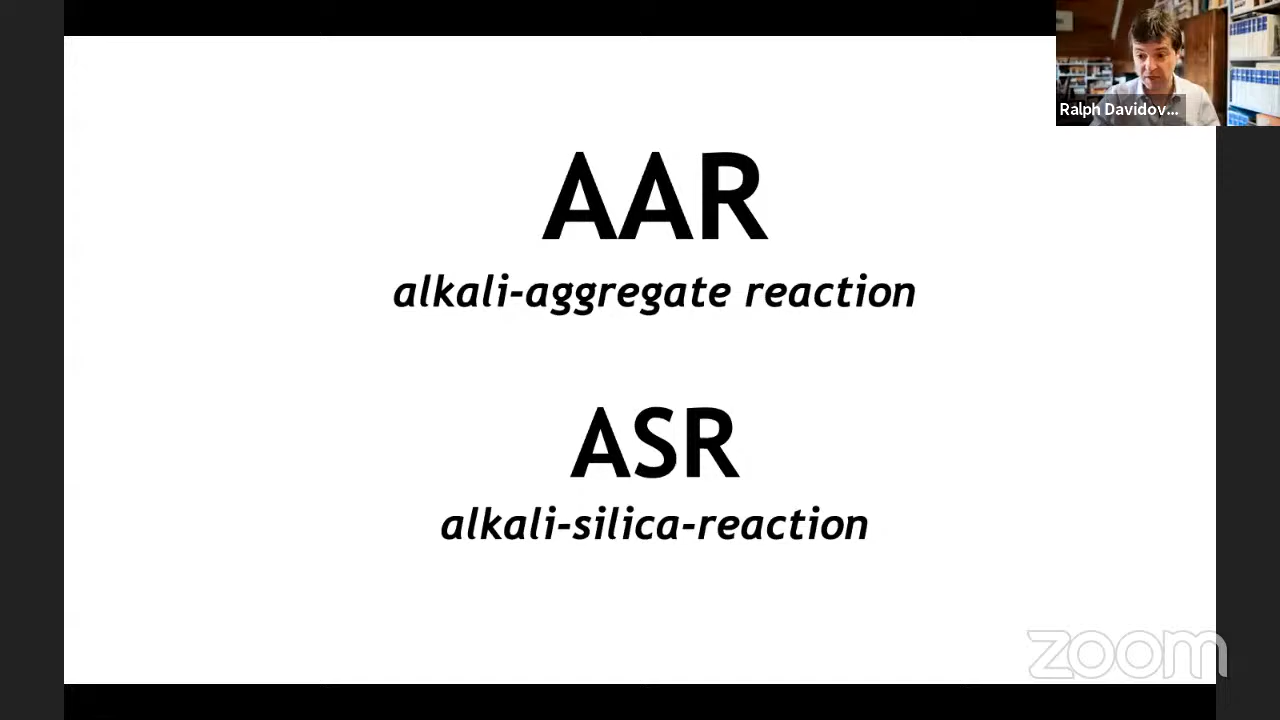 Ralph Davidov...
AAR
alkali-aggregate reaction
ASR
alkali-silica-reaction
zoom